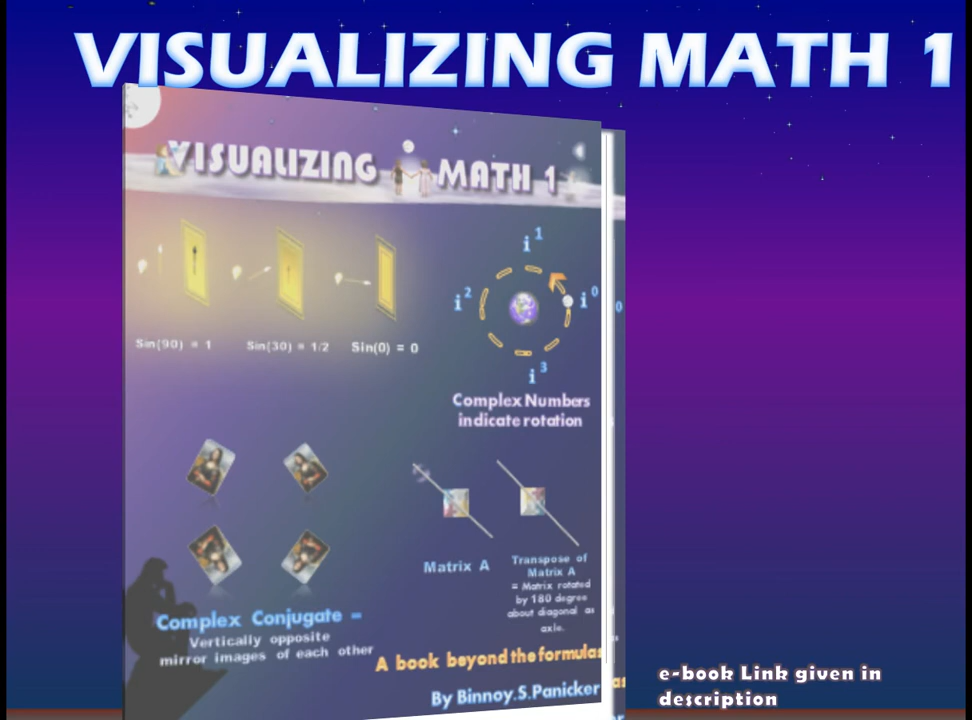 VISUALIZING MATH 1
VISUALIZING MATH 1
i1
i2
i0
0
Sin(90) = 1 Sin(30) = 1/2 Sin(0) = 0
i3
Complex Numbers
indicate rotation
Matrix A
Transpose of
Matrix A
= Matrix rotated
by 180 degree
about diagonal as
axle.
Complex Conjugate =
Vertically opposite
mirror images of each other
A book beyond the formulas
By Binnoy.S.Panicker
e-book Link given in
description